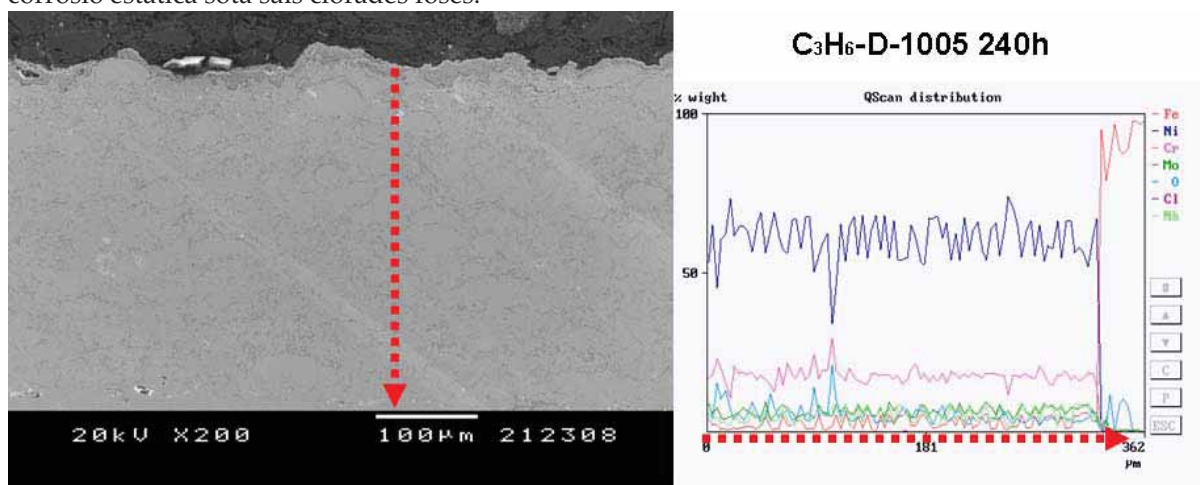 corrosió estàtica sota sals clorades foses.
C₃H₆-D-1005 240h
% wight QScan distribution
100
50
0 181 362
µm
Fe
Ni
Cr
Mo
O
Cl
Nb
C
P
ESC
20kV X200 100µm 212308